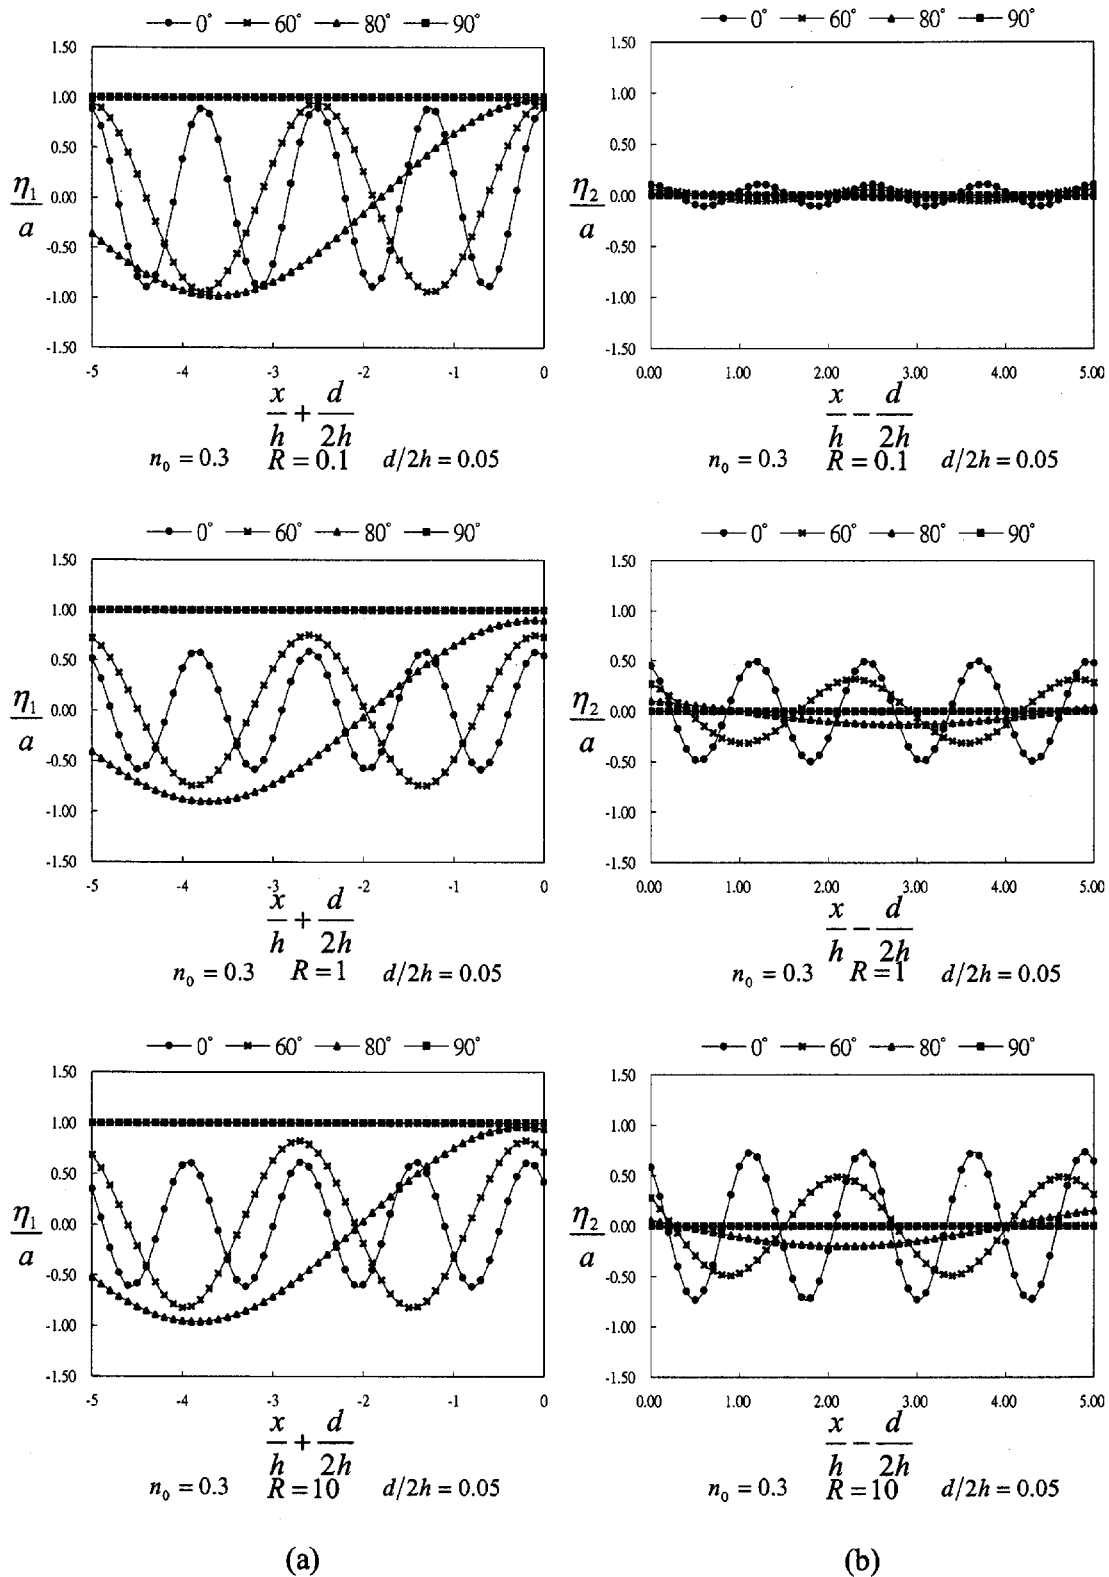 0° 60° 80° 90°
1.50
1.00
0.50
0.00
-0.50
-1.00
-1.50
η₁/a
-5 -4 -3 -2 -1 0
x/h + d/2h
n₀ = 0.3 R = 0.1 d/2h = 0.05
0° 60° 80° 90°
1.50
1.00
0.50
0.00
-0.50
-1.00
-1.50
η₂/a
0.00 1.00 2.00 3.00 4.00 5.00
x/h − d/2h
n₀ = 0.3 R = 0.1 d/2h = 0.05
0° 60° 80° 90°
1.50
1.00
0.50
0.00
-0.50
-1.00
-1.50
η₁/a
-5 -4 -3 -2 -1 0
x/h + d/2h
n₀ = 0.3 R = 1 d/2h = 0.05
0° 60° 80° 90°
1.50
1.00
0.50
0.00
-0.50
-1.00
-1.50
η₂/a
0.00 1.00 2.00 3.00 4.00 5.00
x/h − d/2h
n₀ = 0.3 R = 1 d/2h = 0.05
0° 60° 80° 90°
1.50
1.00
0.50
0.00
-0.50
-1.00
-1.50
η₁/a
-5 -4 -3 -2 -1 0
x/h + d/2h
n₀ = 0.3 R = 10 d/2h = 0.05
0° 60° 80° 90°
1.50
1.00
0.50
0.00
-0.50
-1.00
-1.50
η₂/a
0.00 1.00 2.00 3.00 4.00 5.00
x/h − d/2h
n₀ = 0.3 R = 10 d/2h = 0.05
(a) (b)